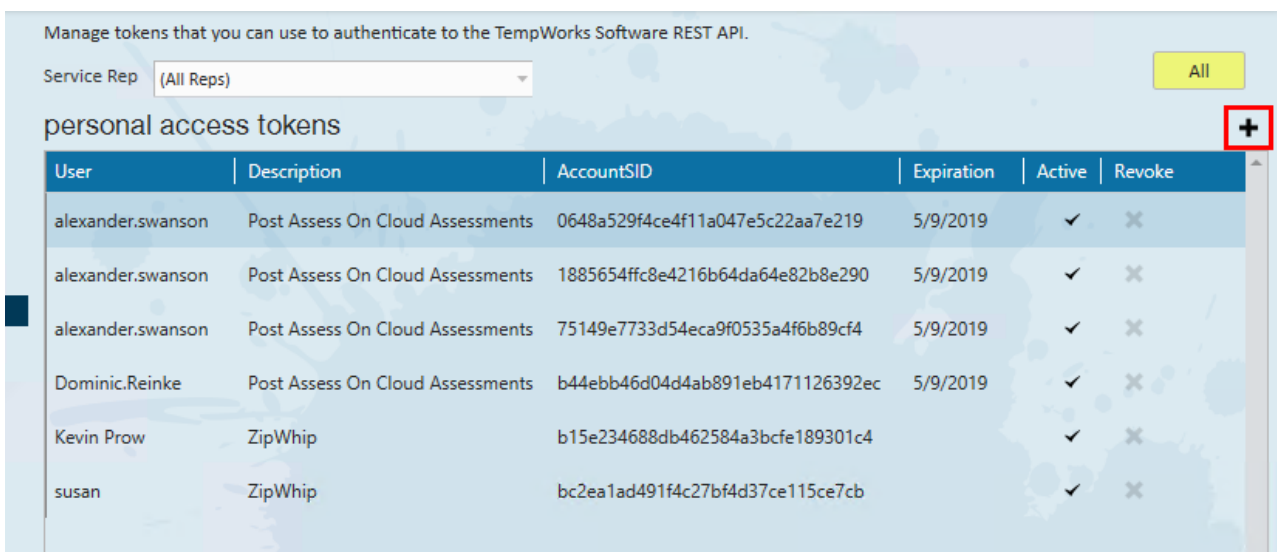 Manage tokens that you can use to authenticate to the TempWorks Software REST API.
Service Rep (All Reps) All
personal access tokens
User Description AccountSID Expiration Active Revoke
alexander.swanson Post Assess On Cloud Assessments 0648a529f4ce4f11a047e5c22aa7e219 5/9/2019
alexander.swanson Post Assess On Cloud Assessments 1885654ffc8e4216b64da64e82b8e290 5/9/2019
alexander.swanson Post Assess On Cloud Assessments 75149e7733d54eca9f0535a4f6b89cf4 5/9/2019
Dominic.Reinke Post Assess On Cloud Assessments b44ebb46d04d4ab891eb4171126392ec 5/9/2019
Kevin Prow ZipWhip b15e234688db462584a3bcfe189301c4
susan ZipWhip bc2ea1ad491f4c27bf4d37ce115ce7cb